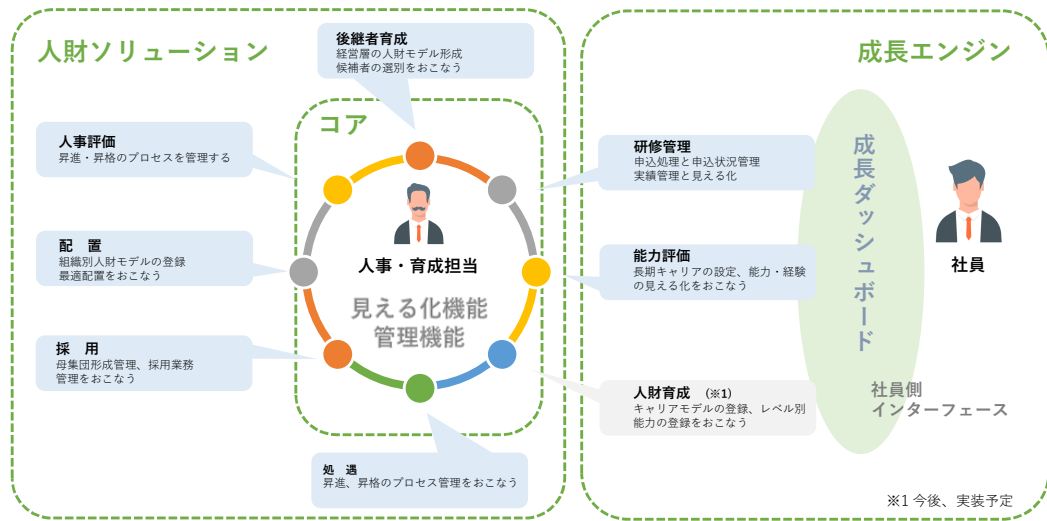 人財ソリューション
後継者育成
経営層の人財モデル形成
候補者の選別をおこなう
コア
人事評価
昇進・昇格のプロセスを管理する
配　置
組織別人財モデルの登録
最適配置をおこなう
採　用
母集団形成管理、採用業務
管理をおこなう
人事・育成担当
見える化機能
管理機能
処　遇
昇進、昇格のプロセス管理をおこなう
成長エンジン
研修管理
申込処理と申込状況管理
実績管理と見える化
能力評価
長期キャリアの設定、能力・経験
の見える化をおこなう
人財育成　（※1）
キャリアモデルの登録、レベル別
能力の登録をおこなう
成長ダッシュボード
社員
社員側
インターフェース
※1 今後、実装予定